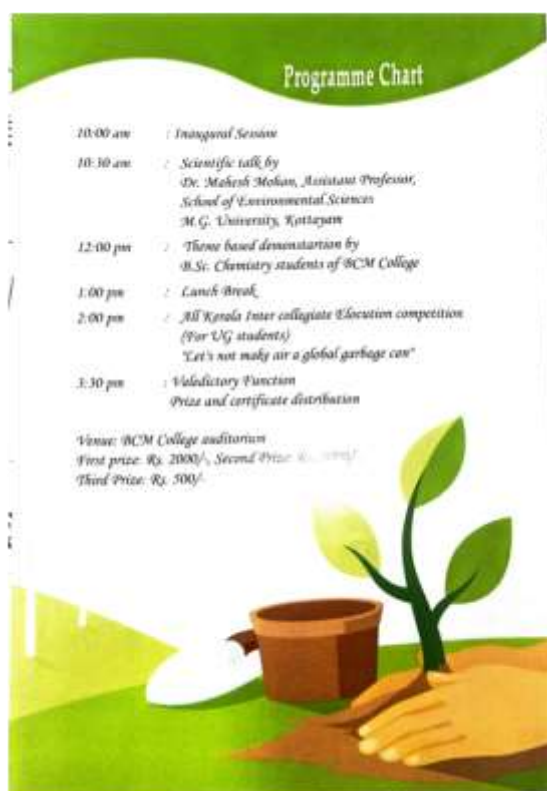 Programme Chart
10:00 am : Inaugural Session
10:30 am : Scientific talk by
Dr. Mahesh Mohan, Assistant Professor,
School of Environmental Sciences
M.G. University, Kottayam
12:00 pm : Theme based demonstartion by
B.Sc. Chemistry students of BCM College
1:00 pm : Lunch Break
2:00 pm : All Kerala Inter collegiate Elocution competition
(For UG students)
"Let's not make air a global garbage can"
3:30 pm : Valedictory Function
Prize and certificate distribution
Venue: BCM College auditorium
First prize: Rs. 2000/-, Second Prize:
Third Prize: Rs. 500/-